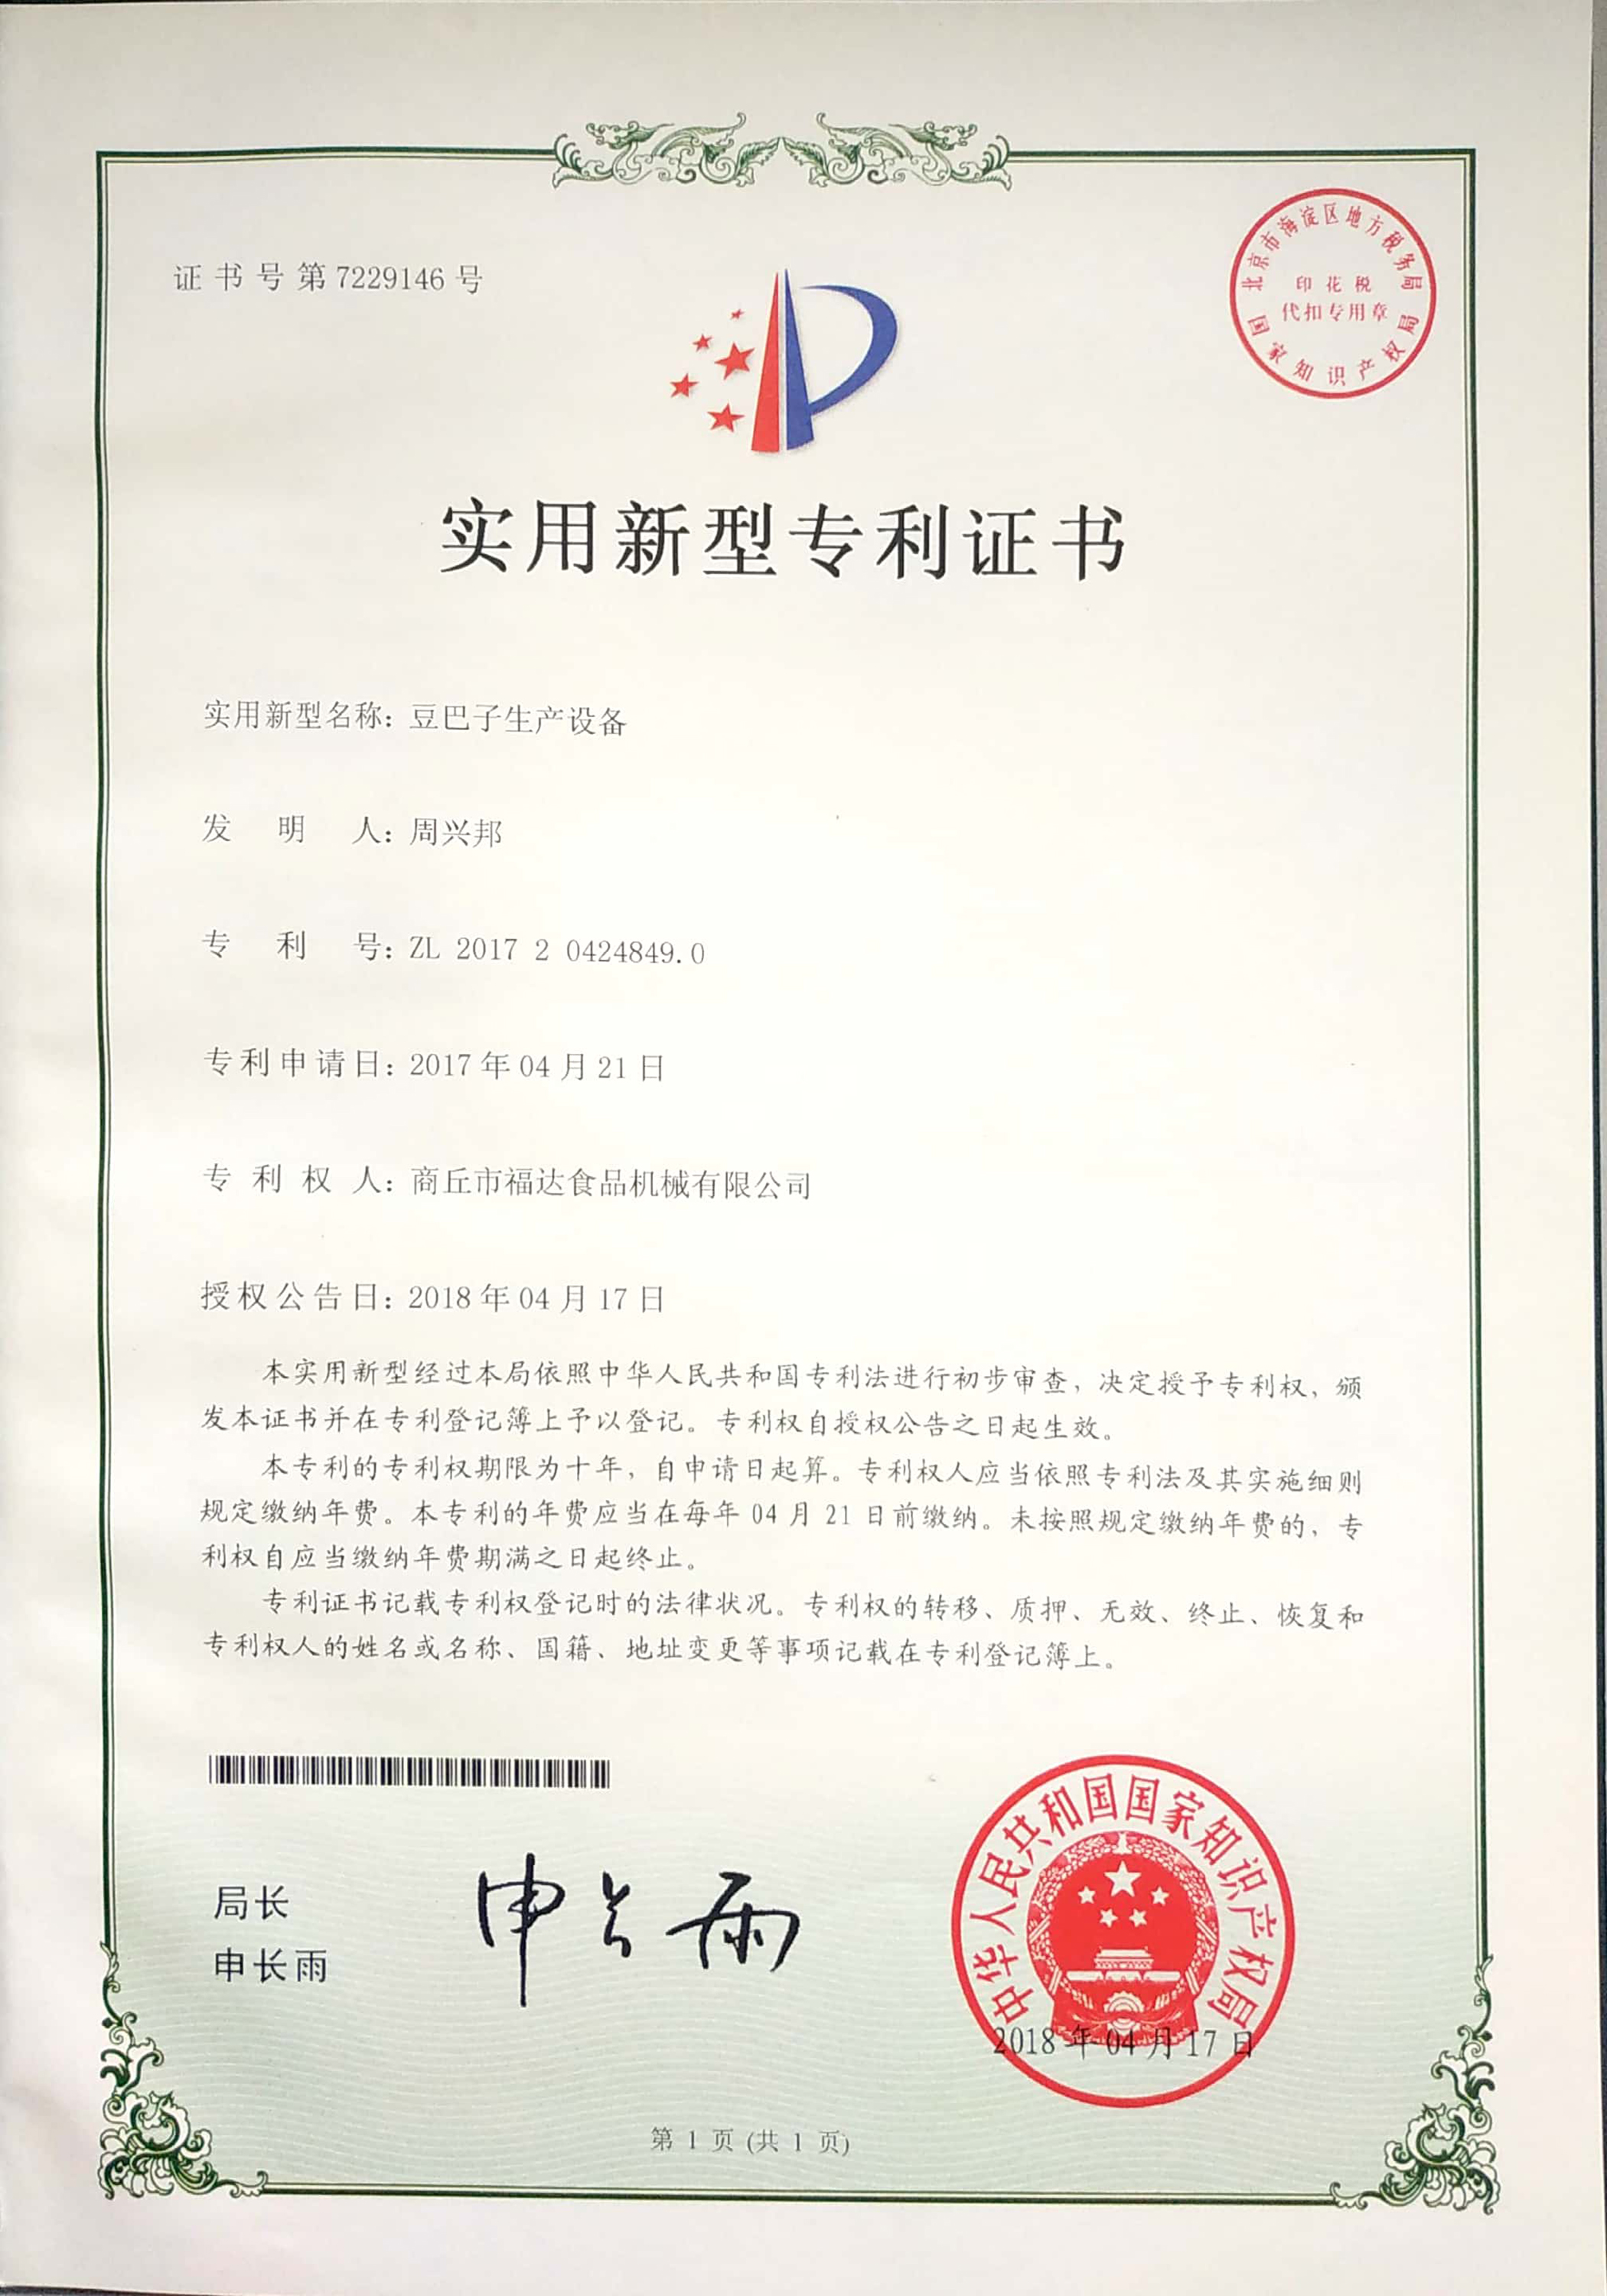 证书号第7229146号
北京市海淀区地方税务局
印花税
代扣专用章
国家知识产权局
实用新型专利证书
实用新型名称：豆巴子生产设备
发明人：周兴邦
专利号：ZL 2017 2 0424849.0
专利申请日：2017年04月21日
专利权人：商丘市福达食品机械有限公司
授权公告日：2018年04月17日
本实用新型经过本局依照中华人民共和国专利法进行初步审查，决定授予专利权，颁
发本证书并在专利登记簿上予以登记。专利权自授权公告之日起生效。
本专利的专利权期限为十年，自申请日起算。专利权人应当依照专利法及其实施细则
规定缴纳年费。本专利的年费应当在每年04月21日前缴纳。未按照规定缴纳年费的，专
利权自应当缴纳年费期满之日起终止。
专利证书记载专利权登记时的法律状况。专利权的转移、质押、无效、终止、恢复和
专利权人的姓名或名称、国籍、地址变更等事项记载在专利登记簿上。
局长
申长雨
申长雨
中华人民共和国国家知识产权局
2018年04月17日
第1页(共1页)